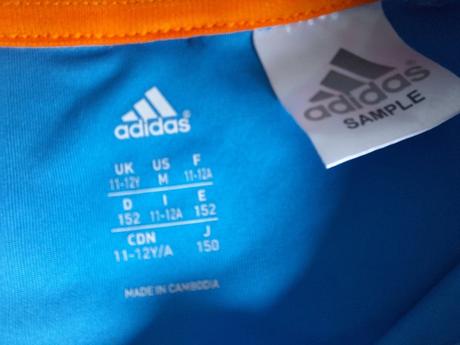 adidas
UK US F
11-12Y M 11-12A
D I E
152 11-12A 152
CDN J
11-12Y/A 150
MADE IN CAMBODIA
adidas
SAMPLE